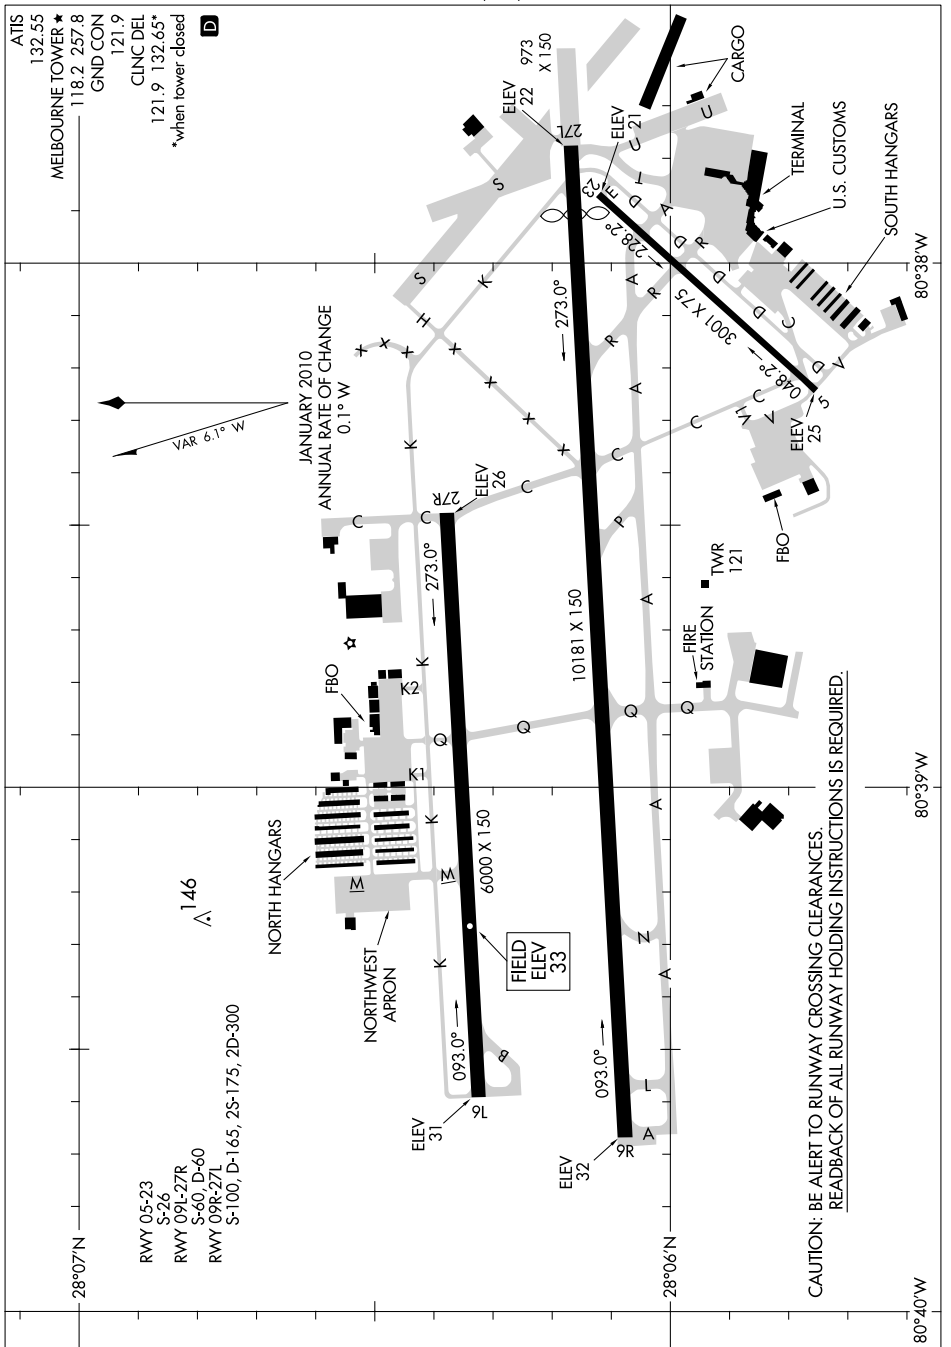 ATIS
132.55
MELBOURNE TOWER ★
118.2 257.8
GND CON
121.9
CLNC DEL
121.9 132.65*
*when tower closed
D
JANUARY 2010
ANNUAL RATE OF CHANGE
0.1° W
VAR 6.1° W
RWY 05-23
S-26
RWY 09L-27R
S-60, D-60
RWY 09R-27L
S-100, D-165, 2S-175, 2D-300
146
NORTH HANGARS
NORTHWEST
APRON
FBO
K1
K2
W
W
K
K
K
K
K
H
S
S
X
X
X
X
X
X
X
C
C
C
C
C
C
C
Q
Q
Q
Q
B
ELEV
31
9L
093.0°
6000 X 150
FIELD
ELEV
33
273.0°
27R
ELEV
26
ELEV
32
9R
093.0°
10181 X 150
273.0°
27L
ELEV
22
973
X 150
ELEV
21
23
228.2°
3001 X 75
048.2°
5
ELEV
25
A
L
A
N
A
A
P
A
R
A
R
A
R
E
D
D
D
D
D
T
U
U
V
V
V1
CARGO
TERMINAL
U.S. CUSTOMS
SOUTH HANGARS
FBO
TWR
121
FIRE
STATION
28°07'N
28°06'N
80°38'W
80°39'W
80°40'W
CAUTION: BE ALERT TO RUNWAY CROSSING CLEARANCES.
READBACK OF ALL RUNWAY HOLDING INSTRUCTIONS IS REQUIRED.